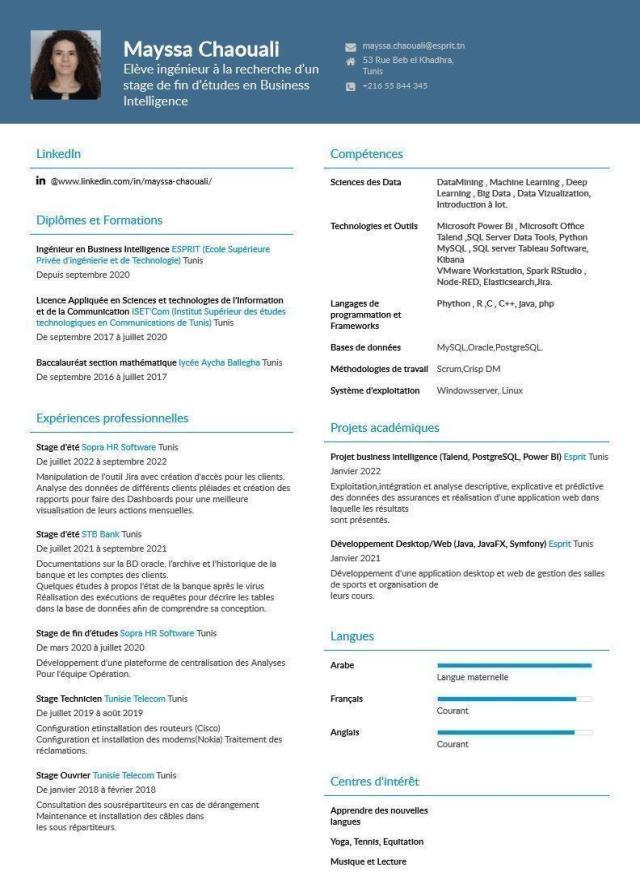 Mayssa Chaouali
Elève ingénieur à la recherche d'un
stage de fin d'études en Business
Intelligence
mayssa.chaouali@esprit.tn
53 Rue Beb el Khadhra,
Tunis
+216 55 844 345
LinkedIn
in @www.linkedin.com/in/mayssa-chaouali/
Diplômes et Formations
Ingénieur en Business Intelligence ESPRIT (Ecole Supérieure
Privée d'ingénierie et de Technologie) Tunis
Depuis septembre 2020
Licence Appliquée en Sciences et technologies de l'Information
et de la Communication ISET'Com (Institut Supérieur des études
technologiques en Communications de Tunis) Tunis
De septembre 2017 à juillet 2020
Baccalauréat section mathématique lycée Aycha Ballegha Tunis
De septembre 2016 à juillet 2017
Expériences professionnelles
Stage d'été Sopra HR Software Tunis
De juillet 2022 à septembre 2022
Manipulation de l'outil Jira avec création d'accès pour les clients.
Analyse des données de différents clients pléiades et création des
rapports pour faire des Dashboards pour une meilleure
visualisation de leurs actions mensuelles.
Stage d'été STB Bank Tunis
De juillet 2021 à septembre 2021
Documentations sur la BD oracle, l'archive et l'historique de la
banque et les comptes des clients.
Quelques études à propos l'état de la banque après le virus
Réalisation des exécutions de requêtes pour décrire les tables
dans la base de données afin de comprendre sa conception.
Stage de fin d'études Sopra HR Software Tunis
De mars 2020 à juillet 2020
Développement d'une plateforme de centralisation des Analyses
Pour l'équipe Opération.
Stage Technicien Tunisie Telecom Tunis
De juillet 2019 à août 2019
Configuration etinstallation des routeurs (Cisco)
Configuration et installation des modems(Nokia) Traitement des
réclamations.
Stage Ouvrier Tunisie Telecom Tunis
De janvier 2018 à février 2018
Consultation des sousrépartiteurs en cas de dérangement
Maintenance et installation des câbles dans
les sous répartiteurs.
Compétences
Sciences des Data DataMining , Machine Learning , Deep
Learning , Big Data , Data Vizualization,
Introduction à Iot.
Technologies et Outils Microsoft Power Bi , Microsoft Office
Talend ,SQL Server Data Tools, Python
MySQL , SQL server Tableau Software,
Kibana
VMware Workstation, Spark RStudio ,
Node-RED, Elasticsearch,Jira.
Langages de Phython , R ,C , C++, java, php
programmation et
Frameworks
Bases de données MySQL,Oracle,PostgreSQL.
Méthodologies de travail Scrum,Crisp DM
Système d'exploitation Windowsserver, Linux
Projets académiques
Projet business intelligence (Talend, PostgreSQL, Power BI) Esprit Tunis
Janvier 2022
Exploitation,intégration et analyse descriptive, explicative et prédictive
des données des assurances et réalisation d'une application web dans
laquelle les résultats
sont présentés.
Développement Desktop/Web (Java, JavaFX, Symfony) Esprit Tunis
Janvier 2021
Développement d'une application desktop et web de gestion des salles
de sports et organisation de
leurs cours.
Langues
Arabe
Langue maternelle
Français
Courant
Anglais
Courant
Centres d'intérêt
Apprendre des nouvelles
langues
Yoga, Tennis, Equitation
Musique et Lecture